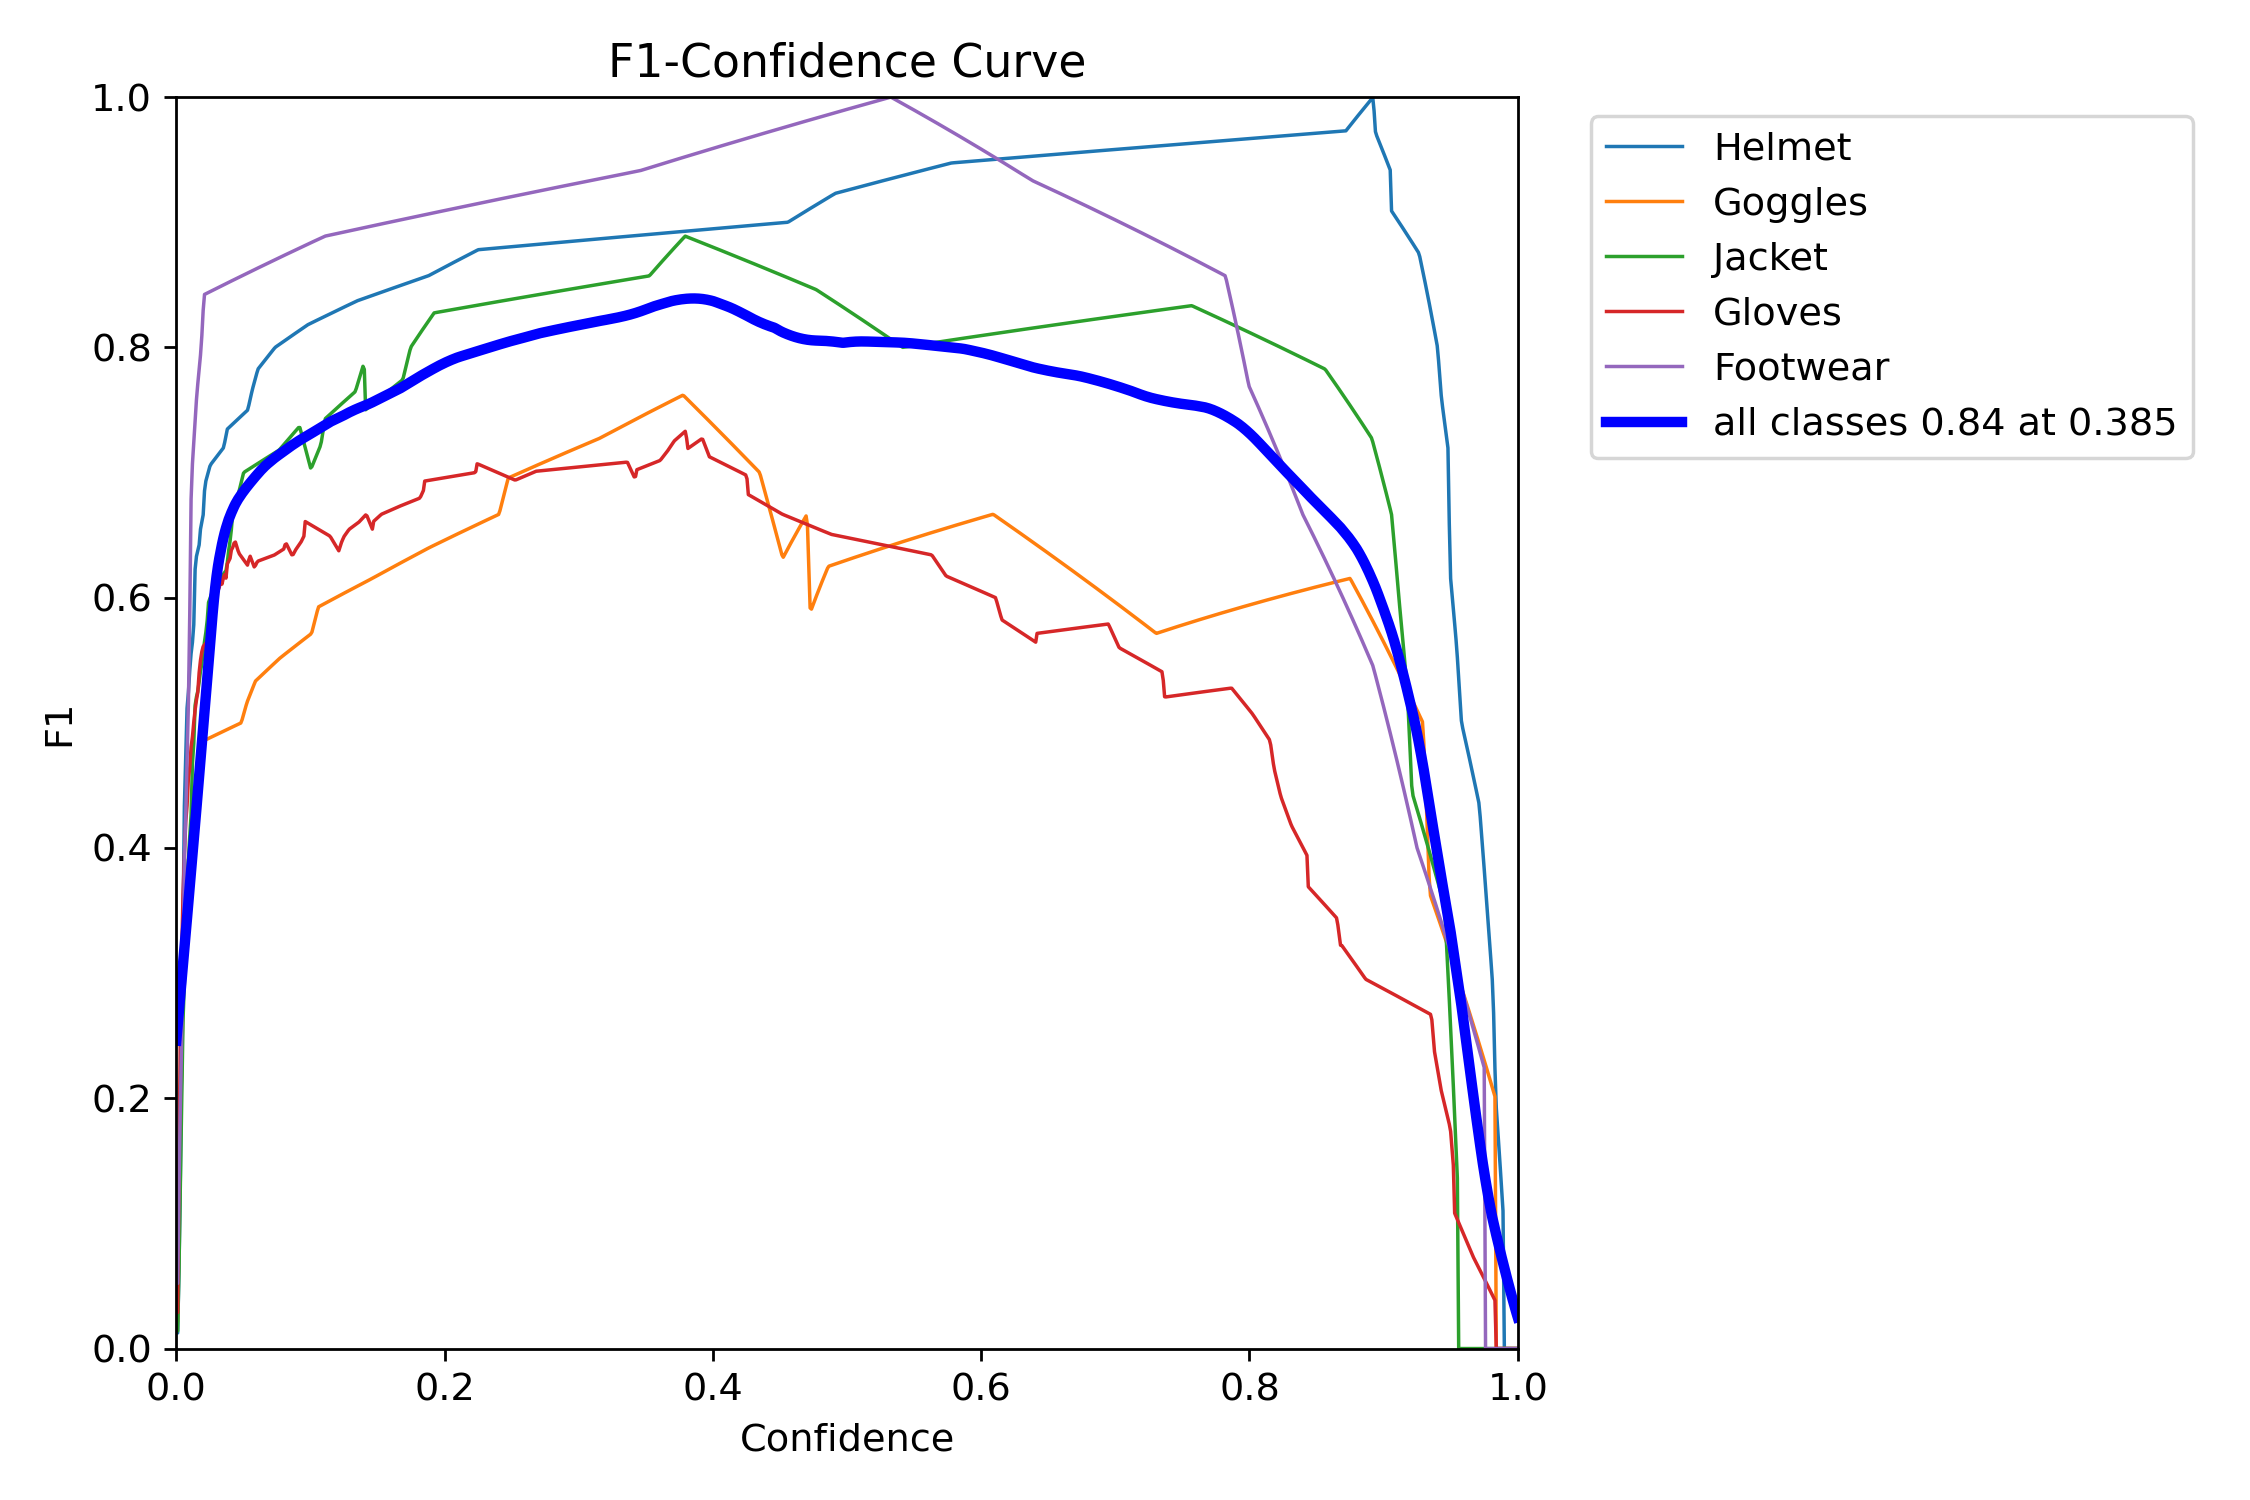 F1-Confidence Curve
1.0
0.8
0.6
0.4
0.2
0.0
F1
0.0 0.2 0.4 0.6 0.8 1.0
Confidence
Helmet
Goggles
Jacket
Gloves
Footwear
all classes 0.84 at 0.385